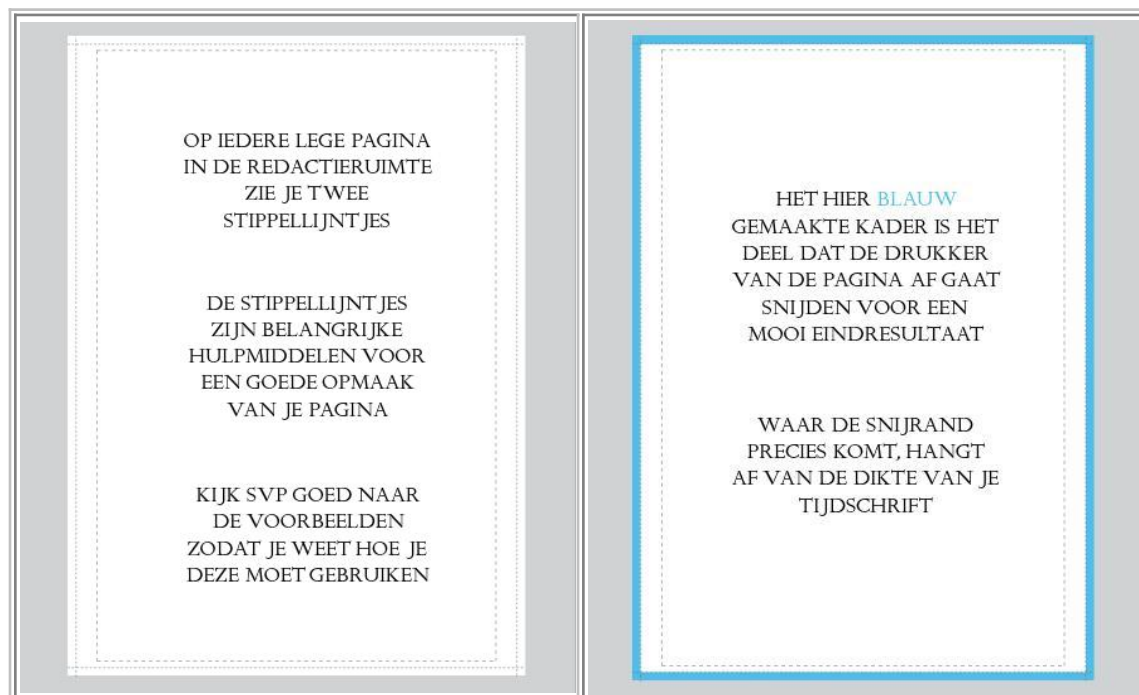 OP IEDERE LEGE PAGINA
IN DE REDACTIERUIMTE
ZIE JE TWEE
STIPPELLIJNTJES
DE STIPPELLIJNTJES
ZIJN BELANGRIJKE
HULPMIDDELEN VOOR
EEN GOEDE OPMAAK
VAN JE PAGINA
KIJK SVP GOED NAAR
DE VOORBEELDEN
ZODAT JE WEET HOE JE
DEZE MOET GEBRUIKEN
HET HIER BLAUW
GEMAAKTE KADER IS HET
DEEL DAT DE DRUKKER
VAN DE PAGINA AF GAAT
SNIJDEN VOOR EEN
MOOI EINDRESULTAAT
WAAR DE SNIJRAND
PRECIES KOMT, HANGT
AF VAN DE DIKTE VAN JE
TIJDSCHRIFT